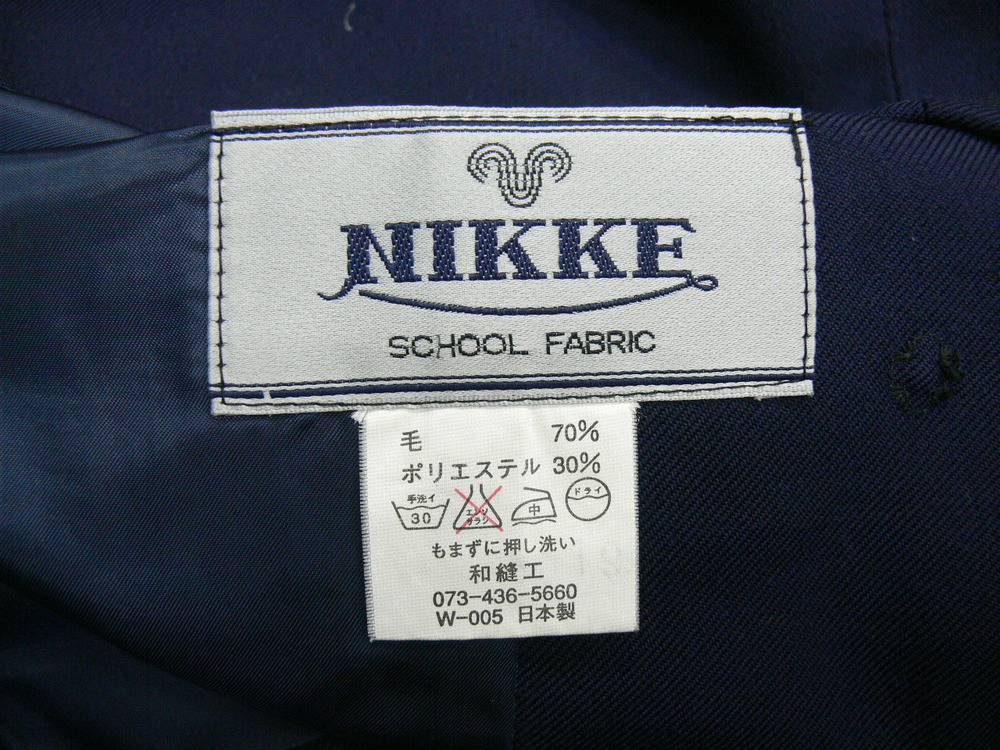 NIKKE
SCHOOL FABRIC
毛 70%
ポリエステル 30%
手洗イ 30 エンソ サラシ 中 ドライ
もまずに押し洗い
和縫工
073-436-5660
W-005 日本製